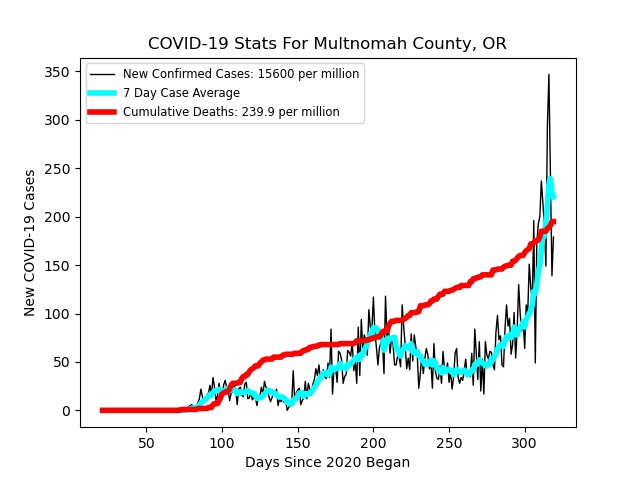 COVID-19 Stats For Multnomah County, OR
New Confirmed Cases: 15600 per million
7 Day Case Average
Cumulative Deaths: 239.9 per million
New COVID-19 Cases
350
300
250
200
150
100
50
0
50
100
150
200
250
300
Days Since 2020 Began